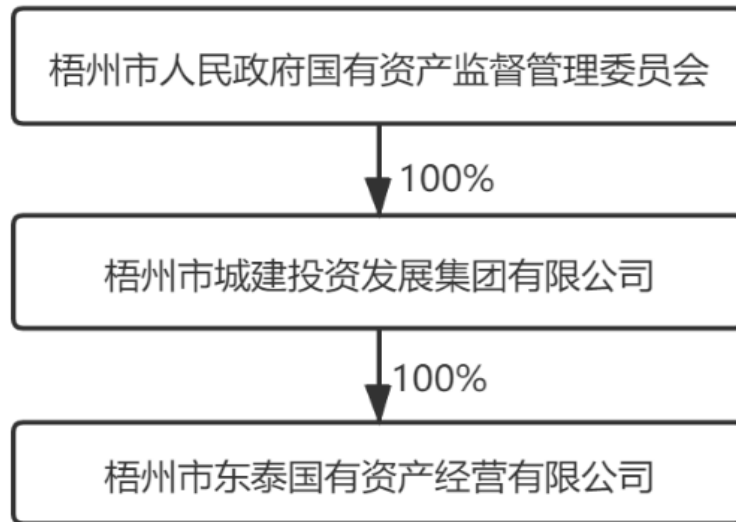 梧州市人民政府国有资产监督管理委员会
100%
梧州市城建投资发展集团有限公司
100%
梧州市东泰国有资产经营有限公司